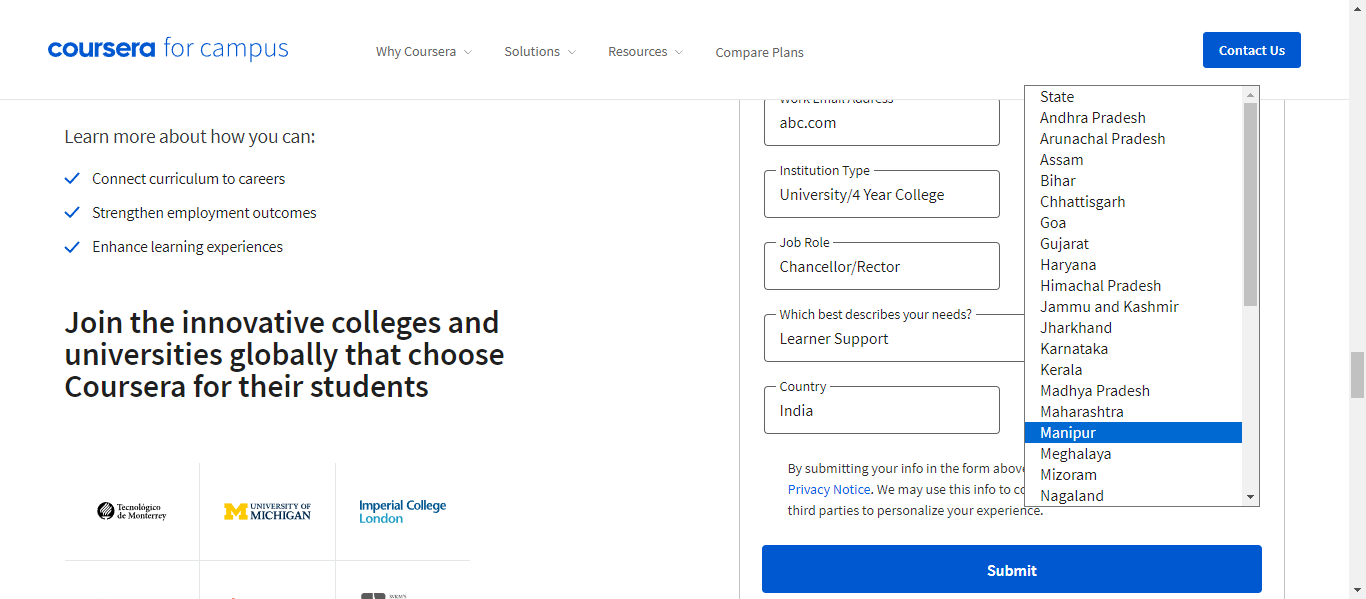 coursera for campus
Why Coursera
Solutions
Resources
Compare Plans
Contact Us
Learn more about how you can:
Connect curriculum to careers
Strengthen employment outcomes
Enhance learning experiences
Join the innovative colleges and
universities globally that choose
Coursera for their students
Tecnológico
de Monterrey
UNIVERSITY OF
MICHIGAN
Imperial College
London
Work Email Address
abc.com
Institution Type
University/4 Year College
Job Role
Chancellor/Rector
Which best describes your needs?
Learner Support
Country
India
State
Andhra Pradesh
Arunachal Pradesh
Assam
Bihar
Chhattisgarh
Goa
Gujarat
Haryana
Himachal Pradesh
Jammu and Kashmir
Jharkhand
Karnataka
Kerala
Madhya Pradesh
Maharashtra
Manipur
Meghalaya
Mizoram
Nagaland
By submitting your info in the form above
Privacy Notice. We may use this info to
third parties to personalize your experience.
Submit